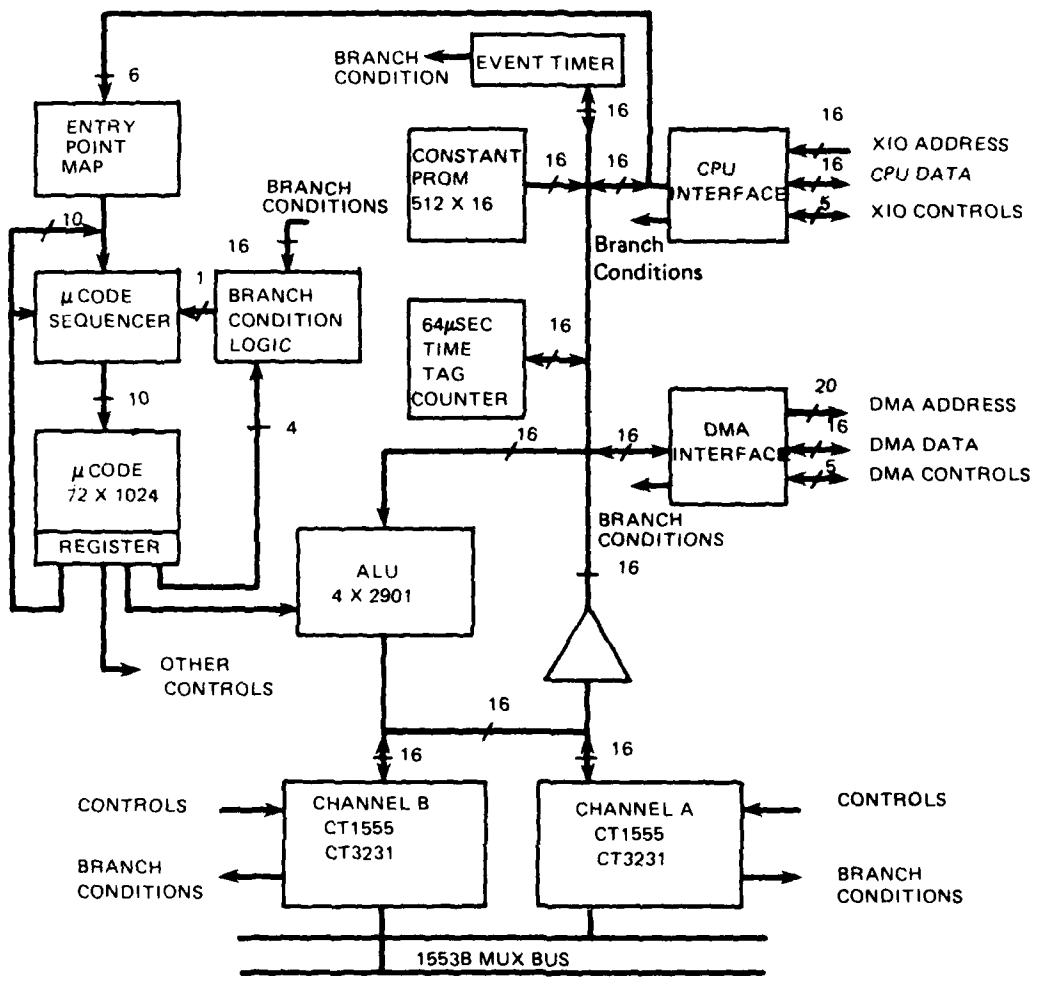 6
BRANCH
CONDITION
EVENT TIMER
16
ENTRY
POINT
MAP
CONSTANT
PROM
512 X 16
16
16
CPU
INTERFACE
16
XIO ADDRESS
16
CPU DATA
5
XIO CONTROLS
Branch
Conditions
BRANCH
CONDITIONS
10
16
μ CODE
SEQUENCER
1
BRANCH
CONDITION
LOGIC
64μSEC
TIME
TAG
COUNTER
16
10
4
16
16
DMA
INTERFACE
20
DMA ADDRESS
16
DMA DATA
5
DMA CONTROLS
BRANCH
CONDITIONS
μ CODE
72 X 1024
REGISTER
ALU
4 X 2901
16
OTHER
CONTROLS
16
16
16
CONTROLS
CHANNEL B
CT1555
CT3231
BRANCH
CONDITIONS
CHANNEL A
CT1555
CT3231
CONTROLS
BRANCH
CONDITIONS
1553B MUX BUS